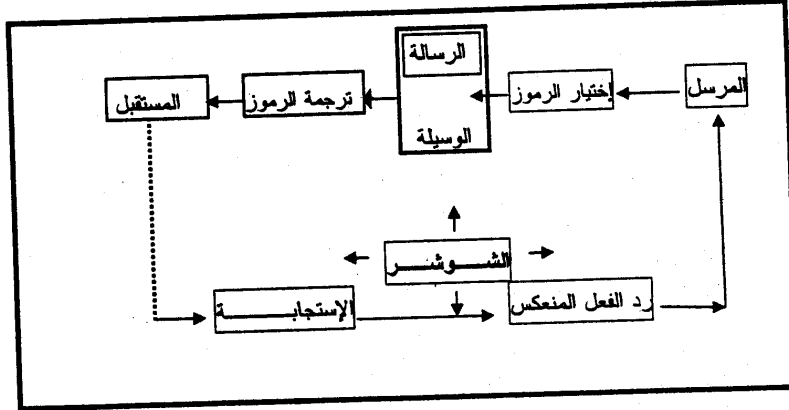 الرسالة
المرسل
إختيار الرموز
ترجمة الرموز
المستقبل
الوسيلة
الشـــوشـــر
رد الفعل المنعكس
الإستجابـــــــة